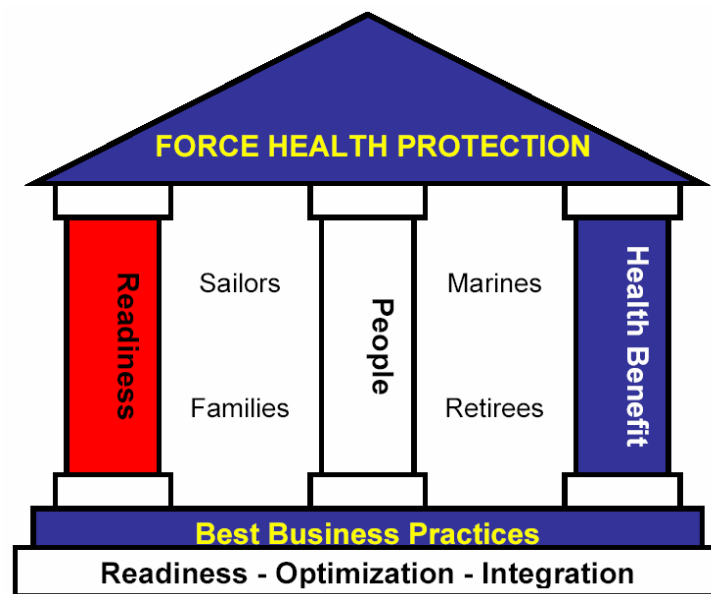 FORCE HEALTH PROTECTION
Readiness
Sailors
Families
People
Marines
Retirees
Health Benefit
Best Business Practices
Readiness - Optimization - Integration